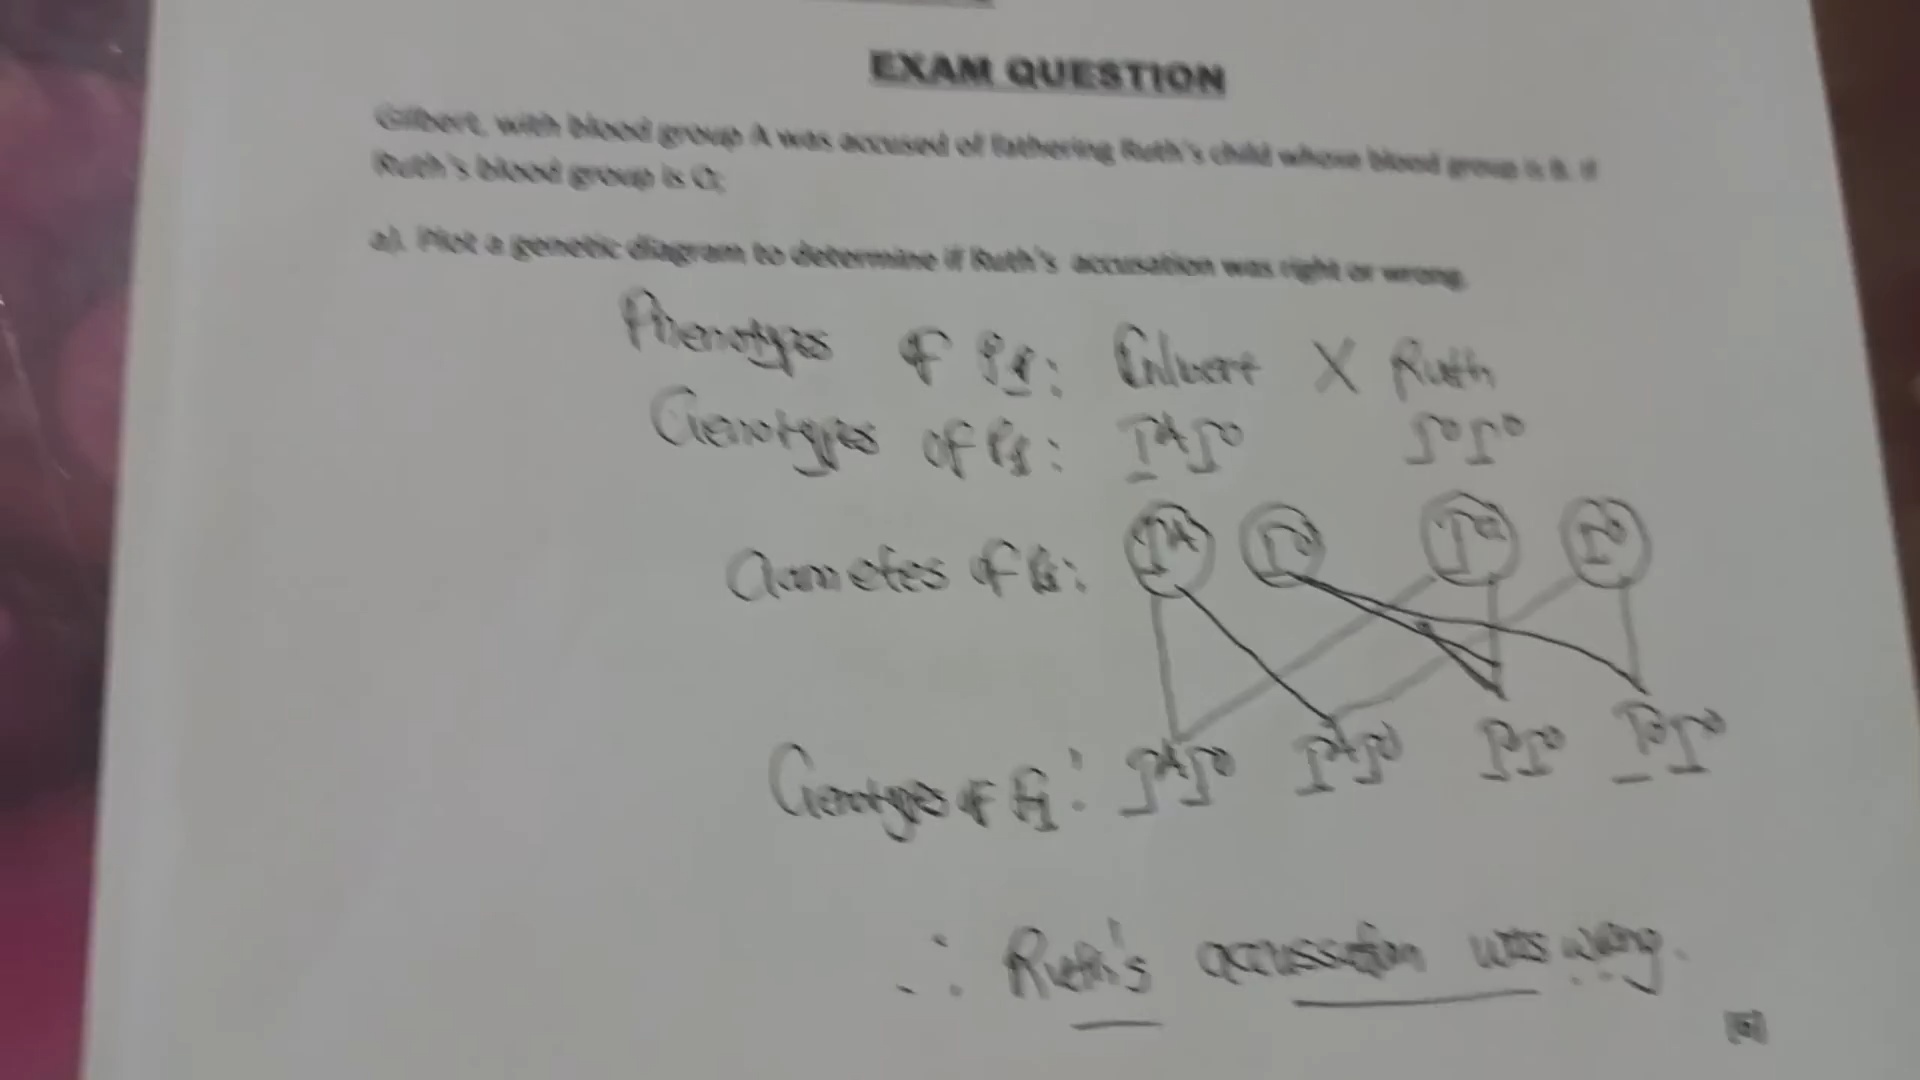 EXAM QUESTION
Gilbert, with blood group A was accused of fathering Ruth's child whose blood group is B. If
Ruth's blood group is O;
a). Plot a genetic diagram to determine if Ruth's accusation was right or wrong.
Phenotypes of P1: Gilbert X Ruth
Genotypes of P1: IᴬIᴼ IᴼIᴼ
Gametes of P1: Iᴬ Iᴼ Iᴼ Iᴼ
Genotypes of F1: IᴬIᴼ IᴬIᴼ IᴼIᴼ IᴼIᴼ
∴ Ruth's accussation was wrong.